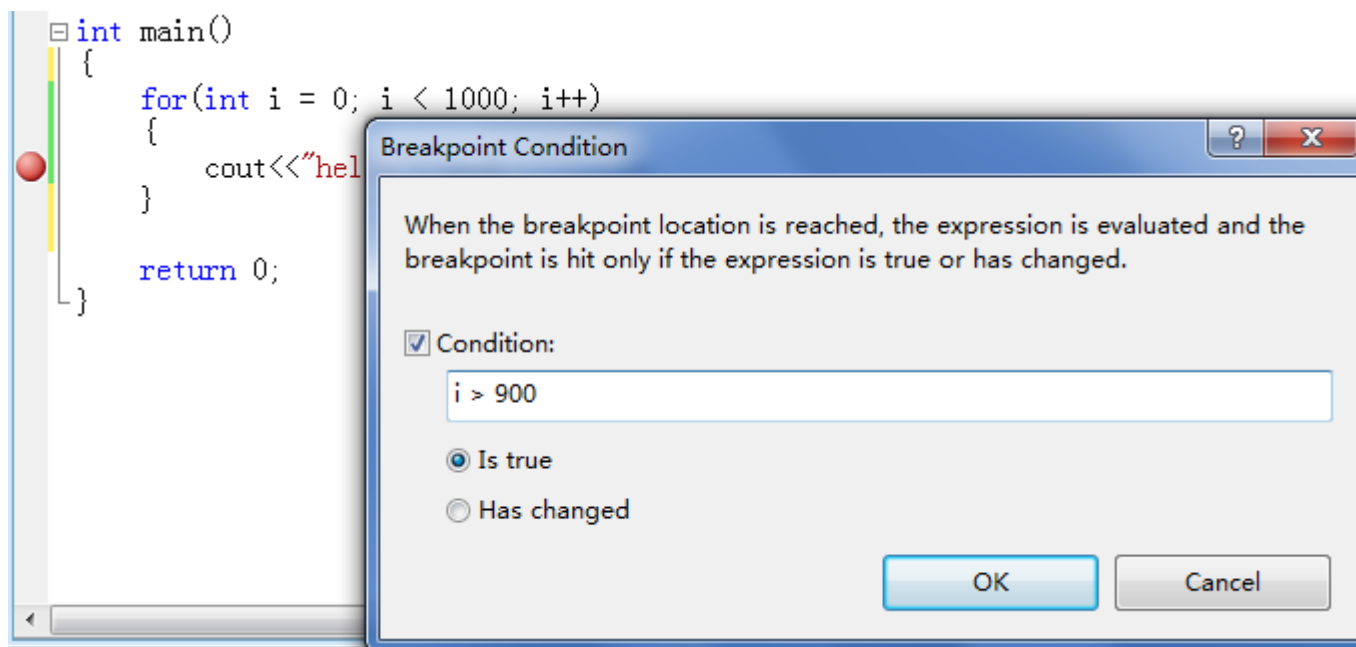 int main()
{
for(int i = 0; i < 1000; i++)
{
cout<<"hel
}
return 0;
}
Breakpoint Condition
When the breakpoint location is reached, the expression is evaluated and the
breakpoint is hit only if the expression is true or has changed.
Condition:
i > 900
Is true
Has changed
OK
Cancel